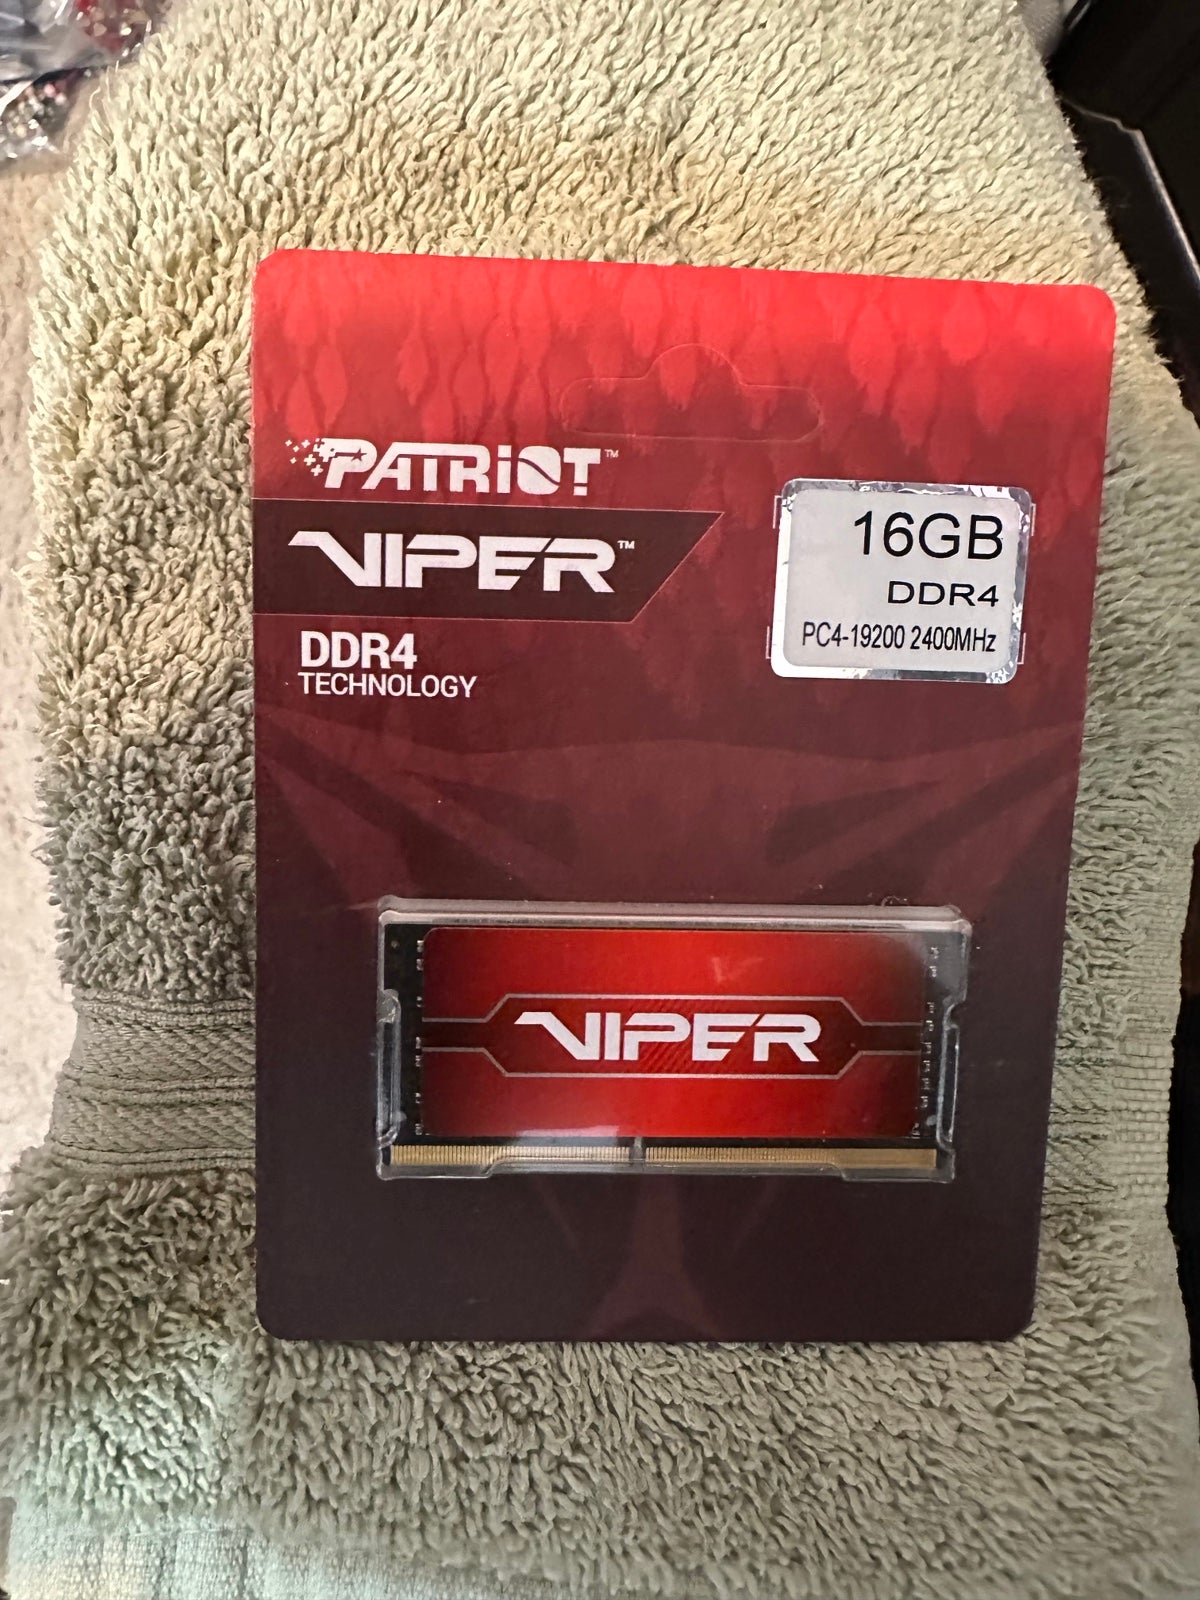 PATRiOT™
VIPER™
DDR4
TECHNOLOGY
16GB
DDR4
PC4-19200 2400MHz
VIPER